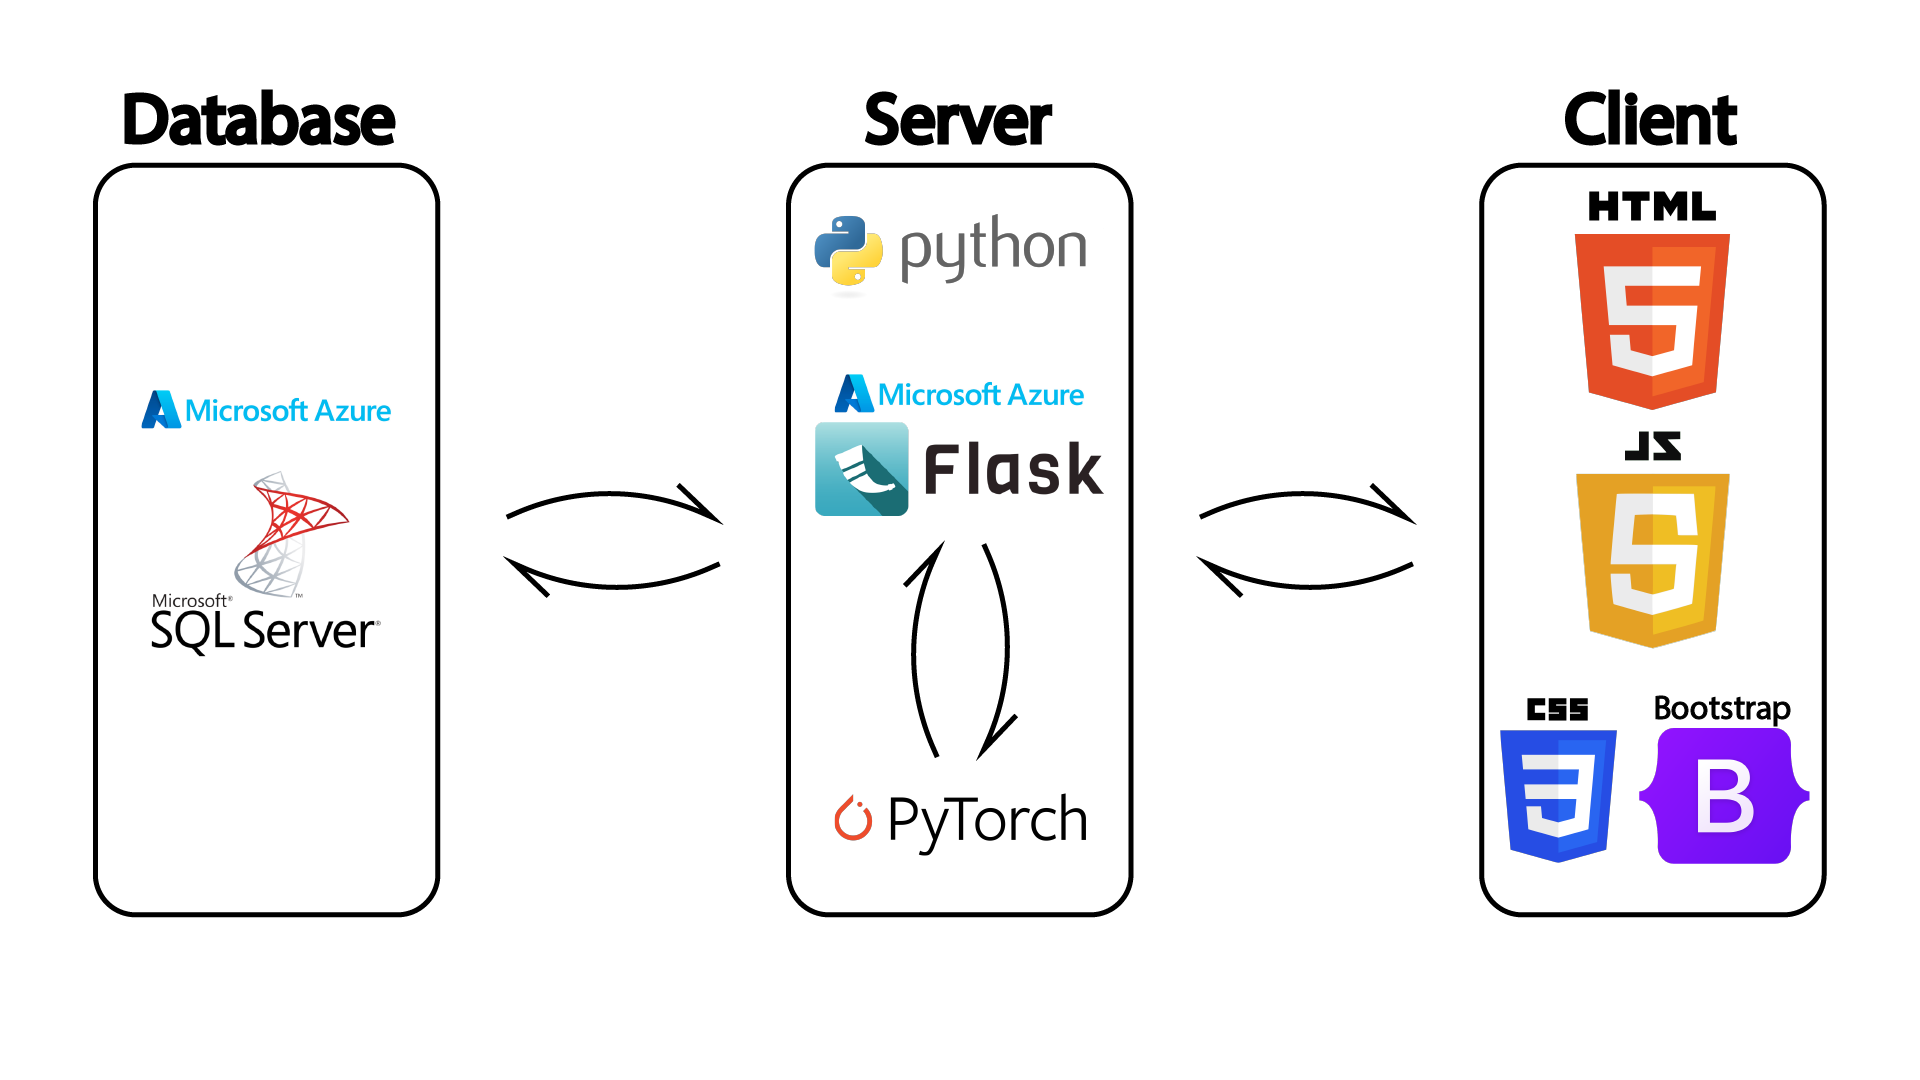 Database
Server
Client
Microsoft Azure
Microsoft®
SQL Server®
™
python
Microsoft Azure
Flask
PyTorch
HTML
5
JS
5
CSS
3
Bootstrap
B